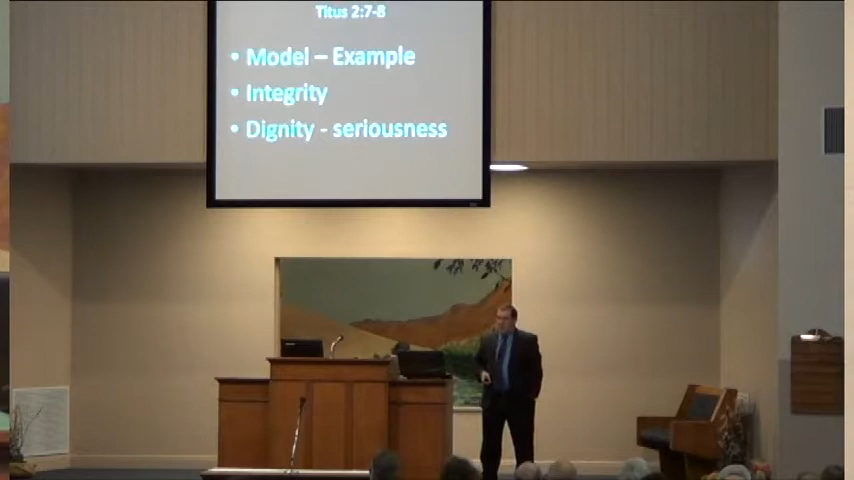 Titus 2:7-8
• Model – Example
• Integrity
• Dignity - seriousness